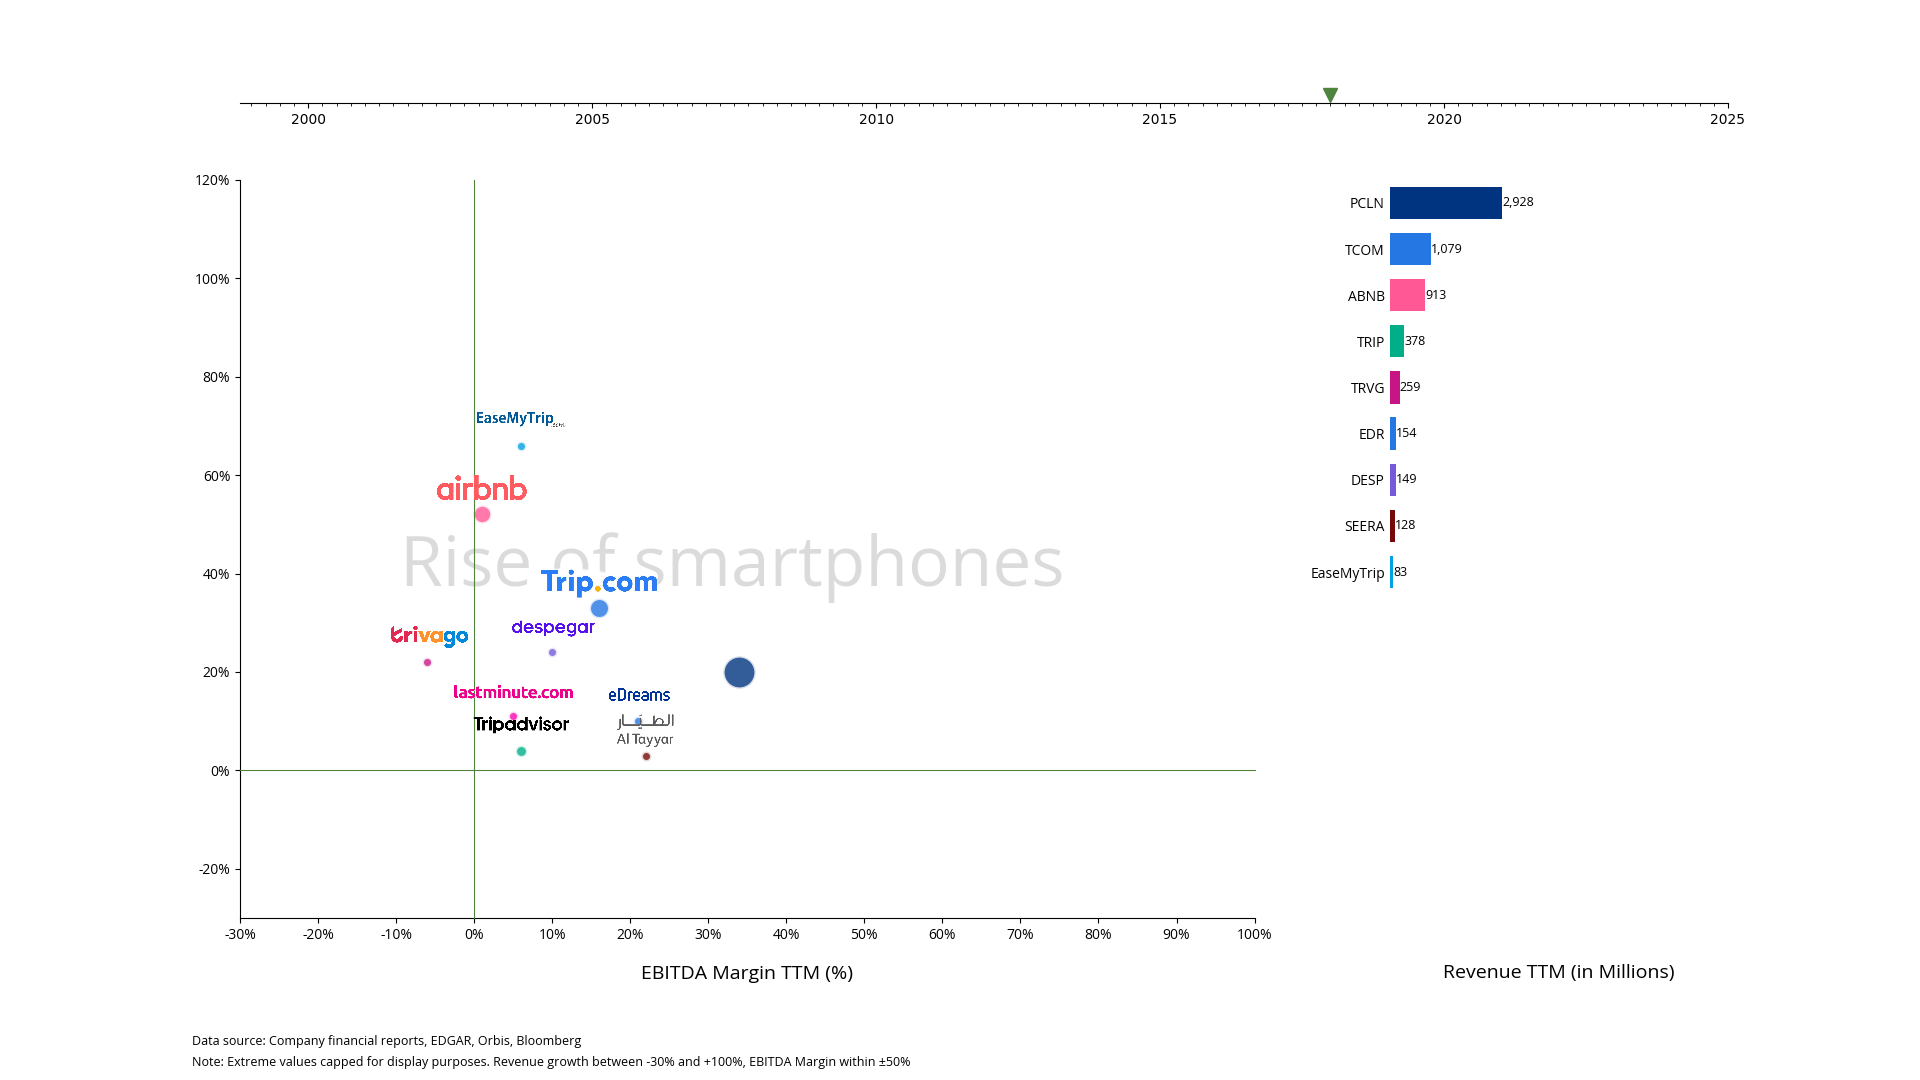 2000 2005 2010 2015 2020 2025
120%
100%
80%
60%
40%
20%
0%
-20%
-30% -20% -10% 0% 10% 20% 30% 40% 50% 60% 70% 80% 90% 100%
EBITDA Margin TTM (%)
Rise of smartphones
EaseMyTrip.com
airbnb
Trip.com
despegar
trivago
lastminute.com
eDreams
Tripadvisor
الطيار
Al Tayyar
PCLN 2,928
TCOM 1,079
ABNB 913
TRIP 378
TRVG 259
EDR 154
DESP 149
SEERA 128
EaseMyTrip 83
Revenue TTM (in Millions)
Data source: Company financial reports, EDGAR, Orbis, Bloomberg
Note: Extreme values capped for display purposes. Revenue growth between -30% and +100%, EBITDA Margin within ±50%